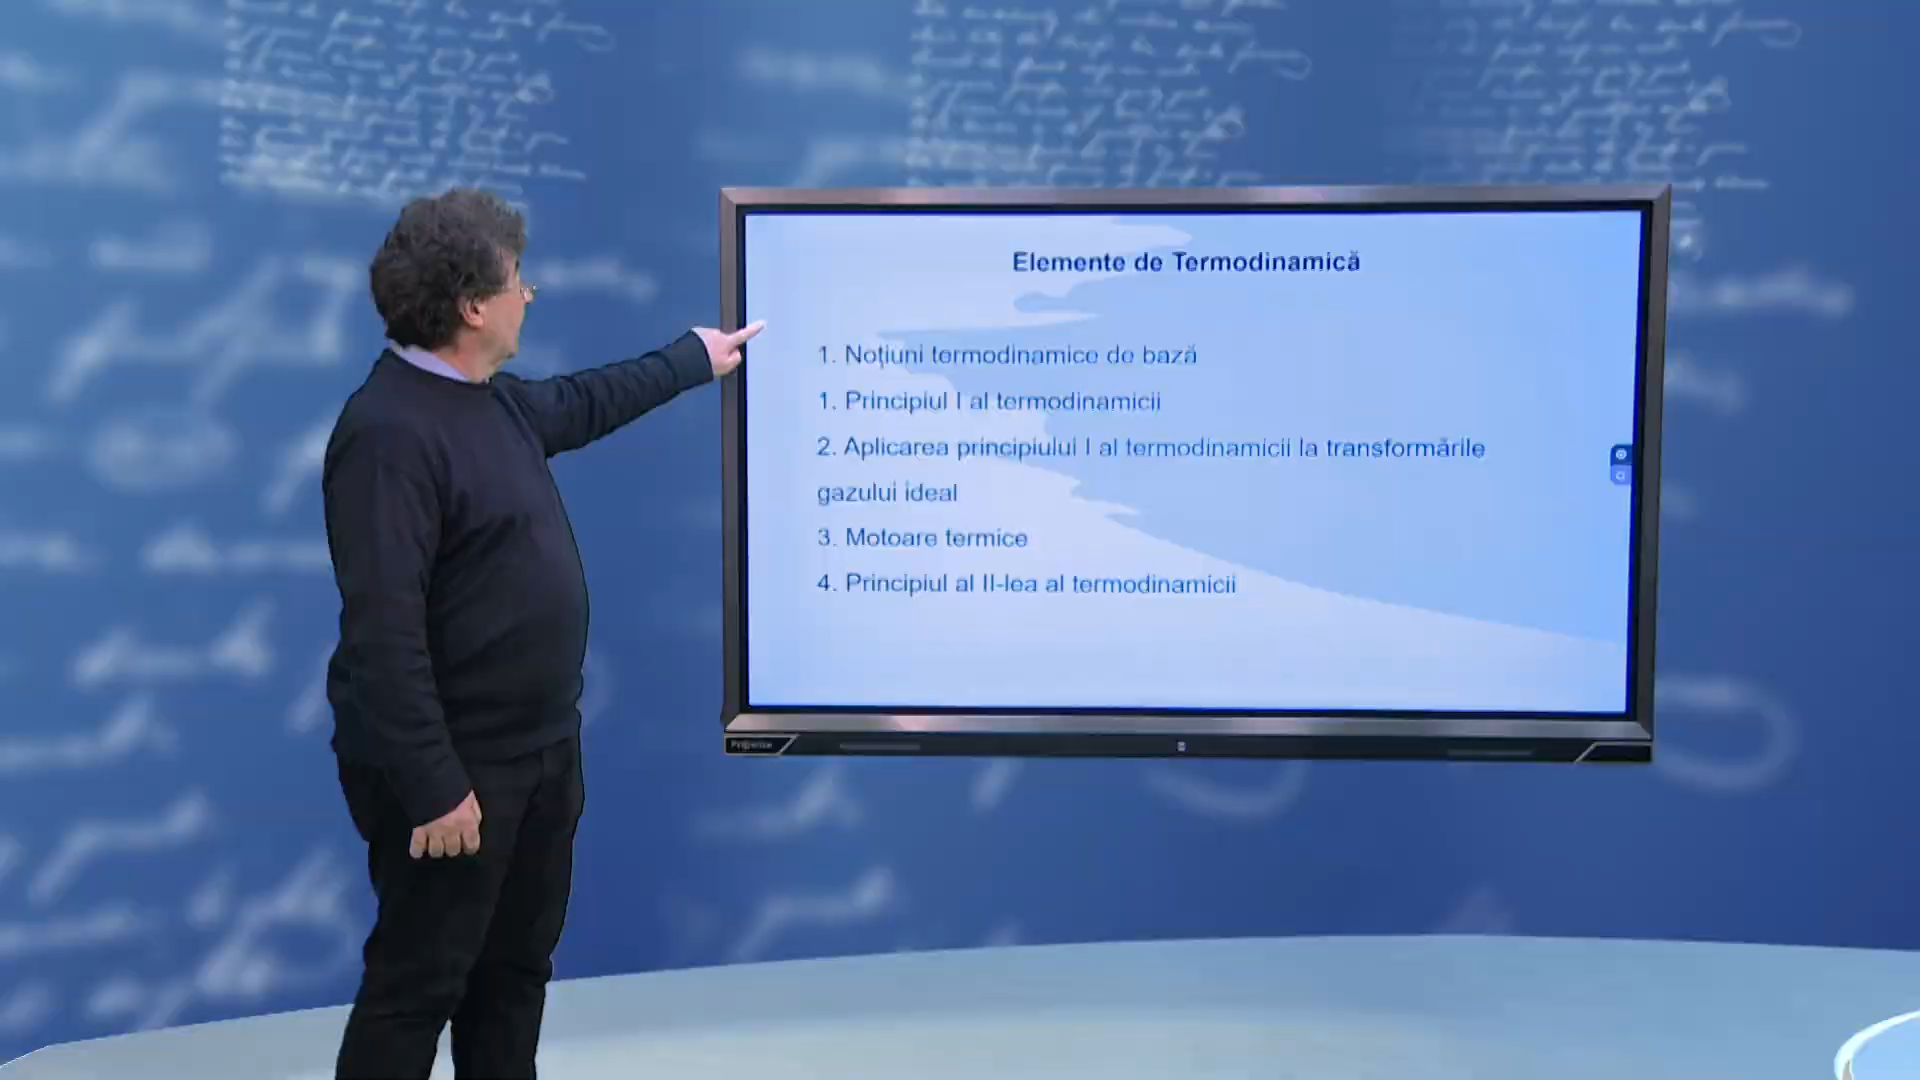 Elemente de Termodinamică
1. Noțiuni termodinamice de bază
1. Principiul I al termodinamicii
2. Aplicarea principiului I al termodinamicii la transformările
gazului ideal
3. Motoare termice
4. Principiul al II-lea al termodinamicii